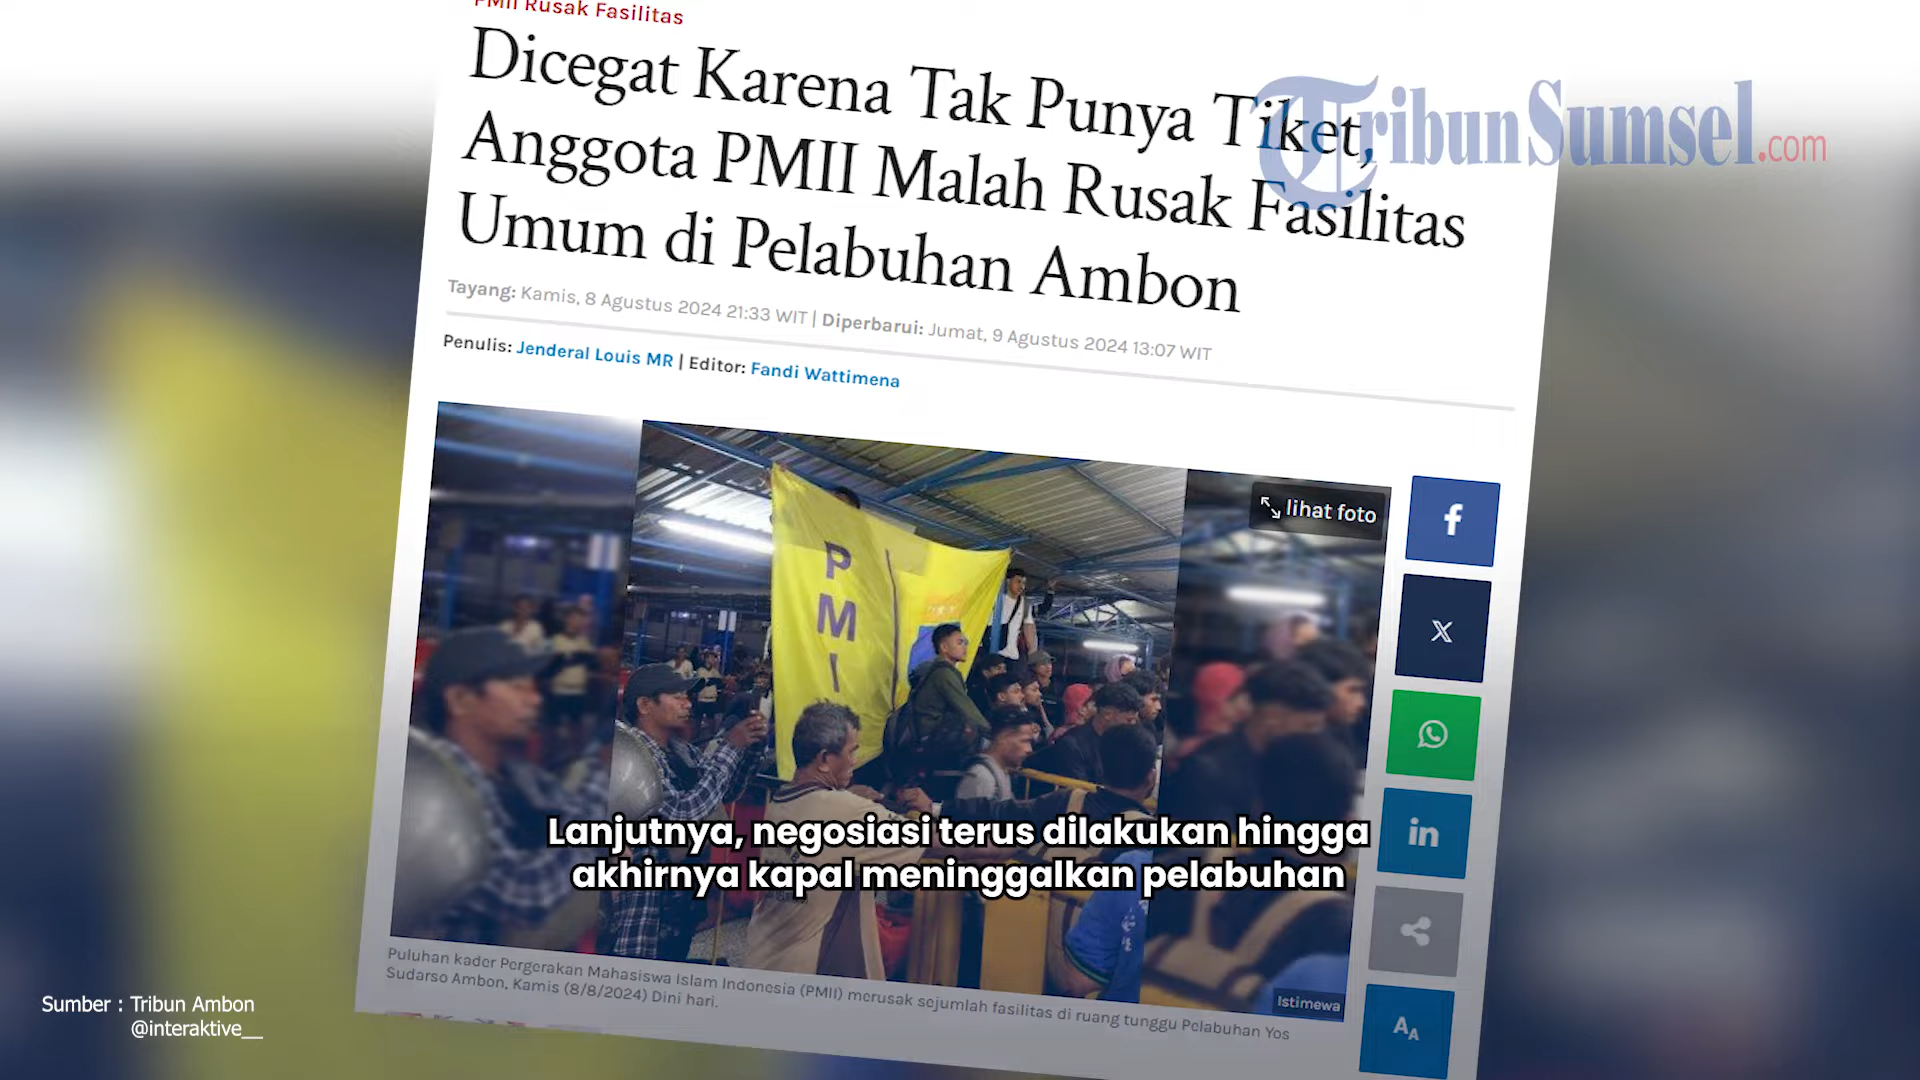 PMII Rusak Fasilitas
Dicegat Karena Tak Punya Tiket,
Anggota PMII Malah Rusak Fasilitas
Umum di Pelabuhan Ambon
TribunSumsel.com
Tayang: Kamis, 8 Agustus 2024 21:33 WIT | Diperbarui: Jumat, 9 Agustus 2024 13:07 WIT
Penulis: Jenderal Louis MR | Editor: Fandi Wattimena
lihat foto
P
M
I
Lanjutnya, negosiasi terus dilakukan hingga
akhirnya kapal meninggalkan pelabuhan
Puluhan kader Pergerakan Mahasiswa Islam Indonesia (PMII) merusak sejumlah fasilitas di ruang tunggu Pelabuhan Yos
Sudarso Ambon, Kamis (8/8/2024) Dini hari.
Istimewa
Sumber : Tribun Ambon
@interaktive__
f
X
in
AA